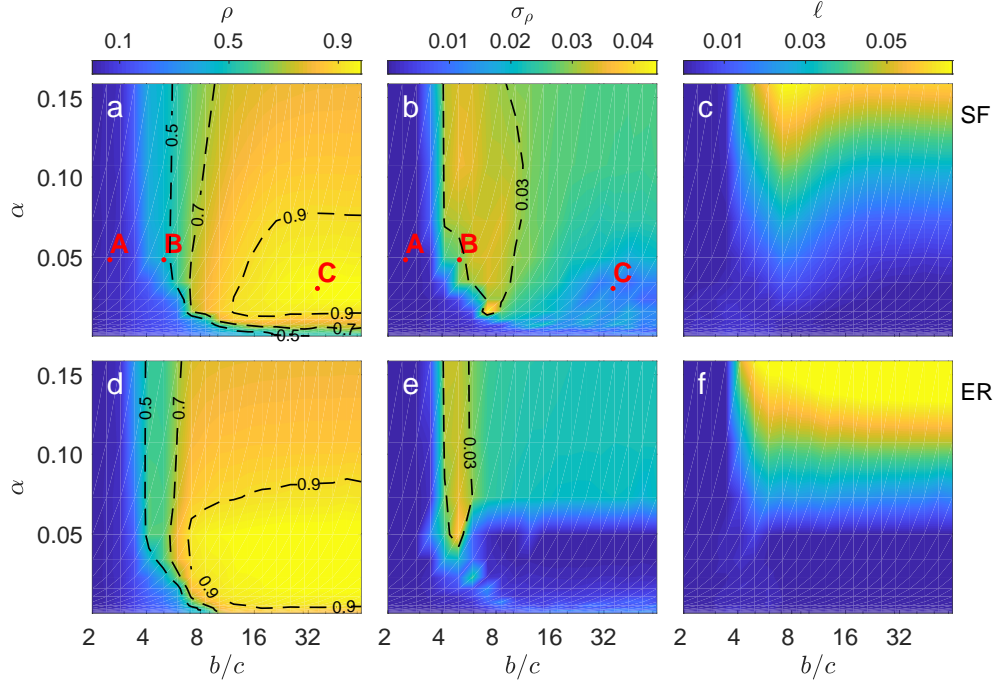 ρ σρ ℓ
0.1 0.5 0.9 0.01 0.02 0.03 0.04 0.01 0.03 0.05
a b c SF
0.15 0.10 0.05
α
0.5 0.7 0.9 0.9 0.7 0.5
A B C
0.03
A B C
d e f ER
0.15 0.10 0.05
α
0.5 0.7 0.9 0.9 0.9
0.03
2 4 8 16 32 2 4 8 16 32 2 4 8 16 32
b/c b/c b/c